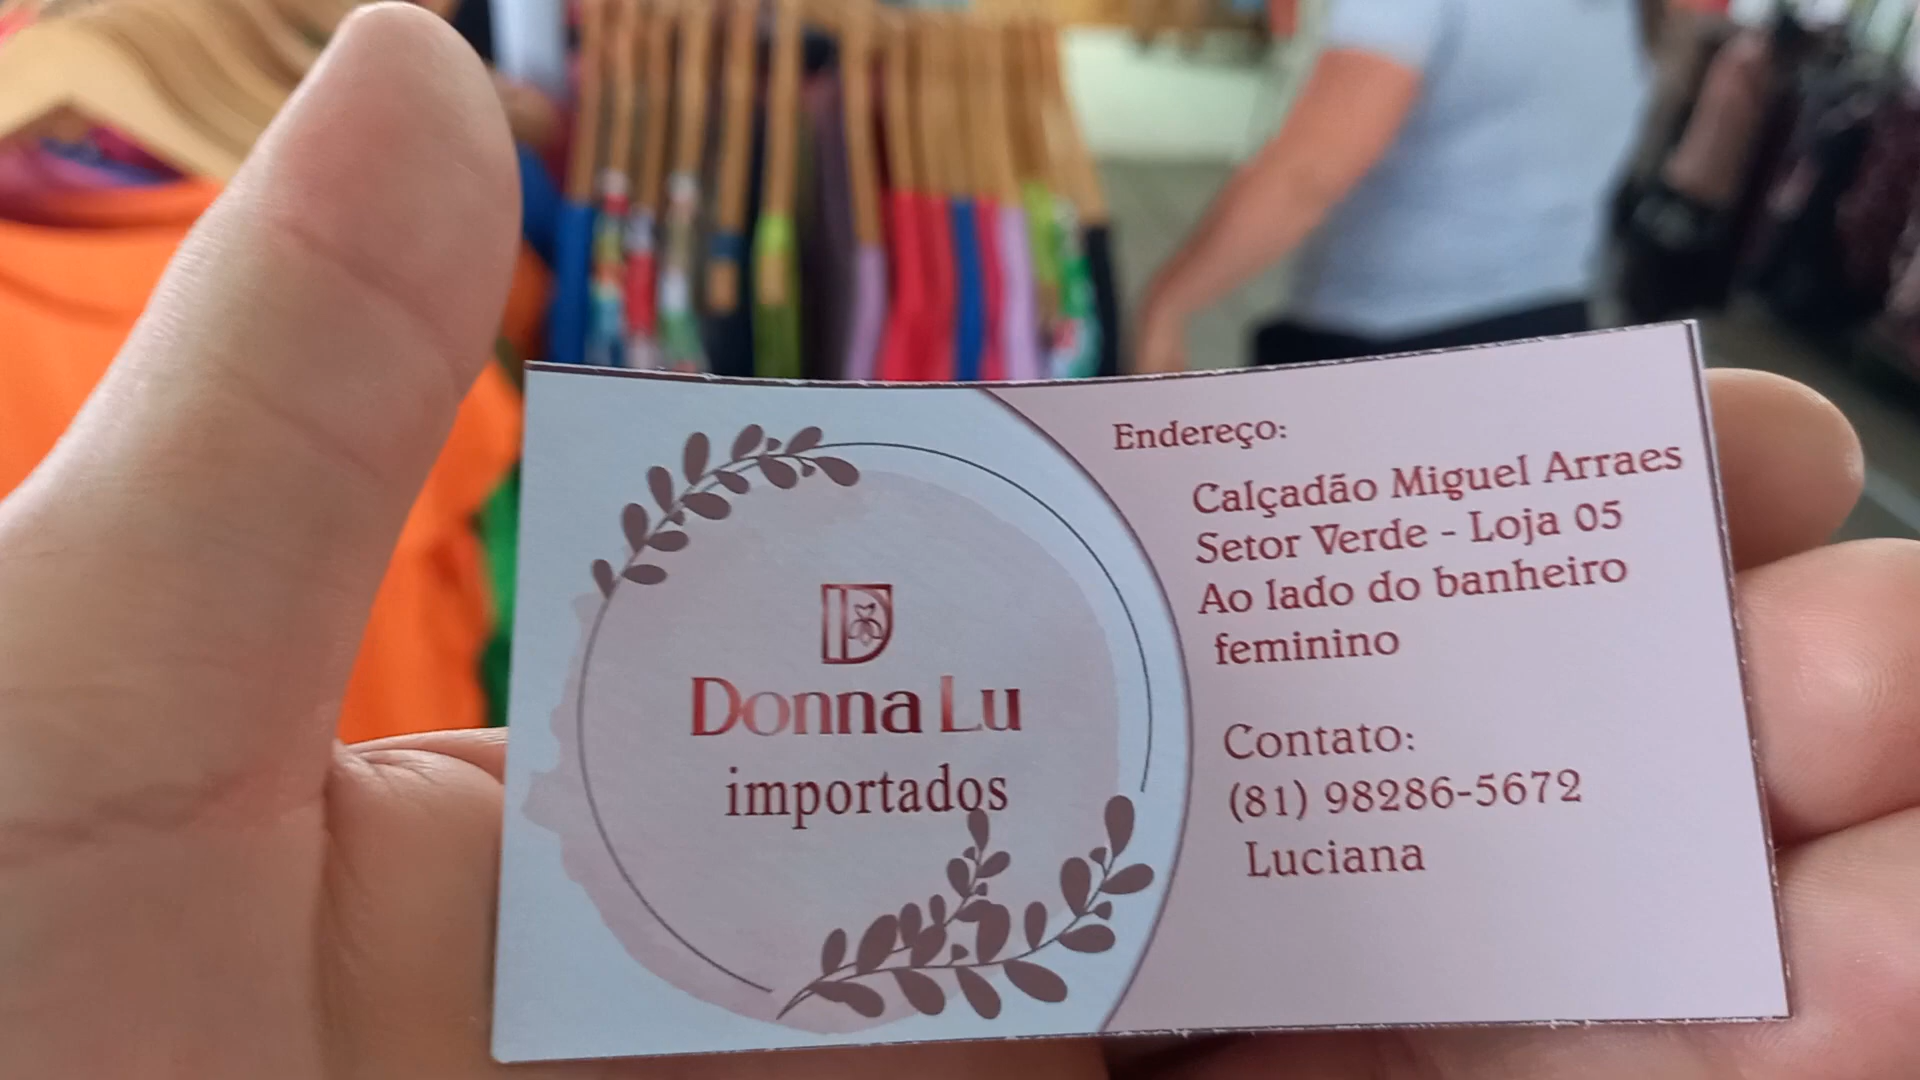 Donna Lu
importados
Endereço:
Calçadão Miguel Arraes
Setor Verde - Loja 05
Ao lado do banheiro
feminino
Contato:
(81) 98286-5672
Luciana